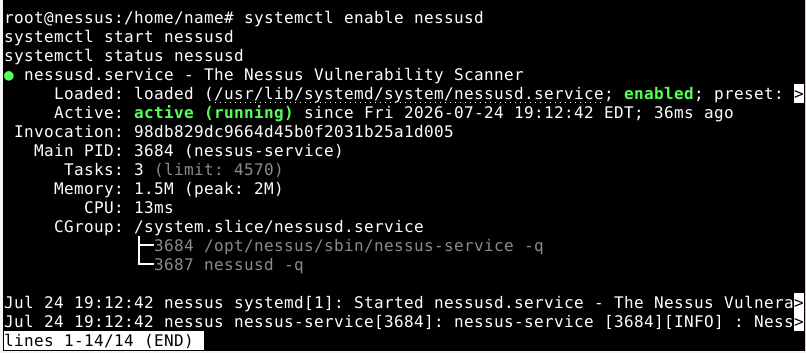 root@nessus:/home/name# systemctl enable nessusd
systemctl start nessusd
systemctl status nessusd
● nessusd.service - The Nessus Vulnerability Scanner
     Loaded: loaded (/usr/lib/systemd/system/nessusd.service; enabled; preset: >
     Active: active (running) since Fri 2026-07-24 19:12:42 EDT; 36ms ago
 Invocation: 98db829dc9664d45b0f2031b25a1d005
   Main PID: 3684 (nessus-service)
      Tasks: 3 (limit: 4570)
     Memory: 1.5M (peak: 2M)
        CPU: 13ms
     CGroup: /system.slice/nessusd.service
             ├─3684 /opt/nessus/sbin/nessus-service -q
             └─3687 nessusd -q

Jul 24 19:12:42 nessus systemd[1]: Started nessusd.service - The Nessus Vulnera>
Jul 24 19:12:42 nessus nessus-service[3684]: nessus-service [3684][INFO] : Ness>
lines 1-14/14 (END)